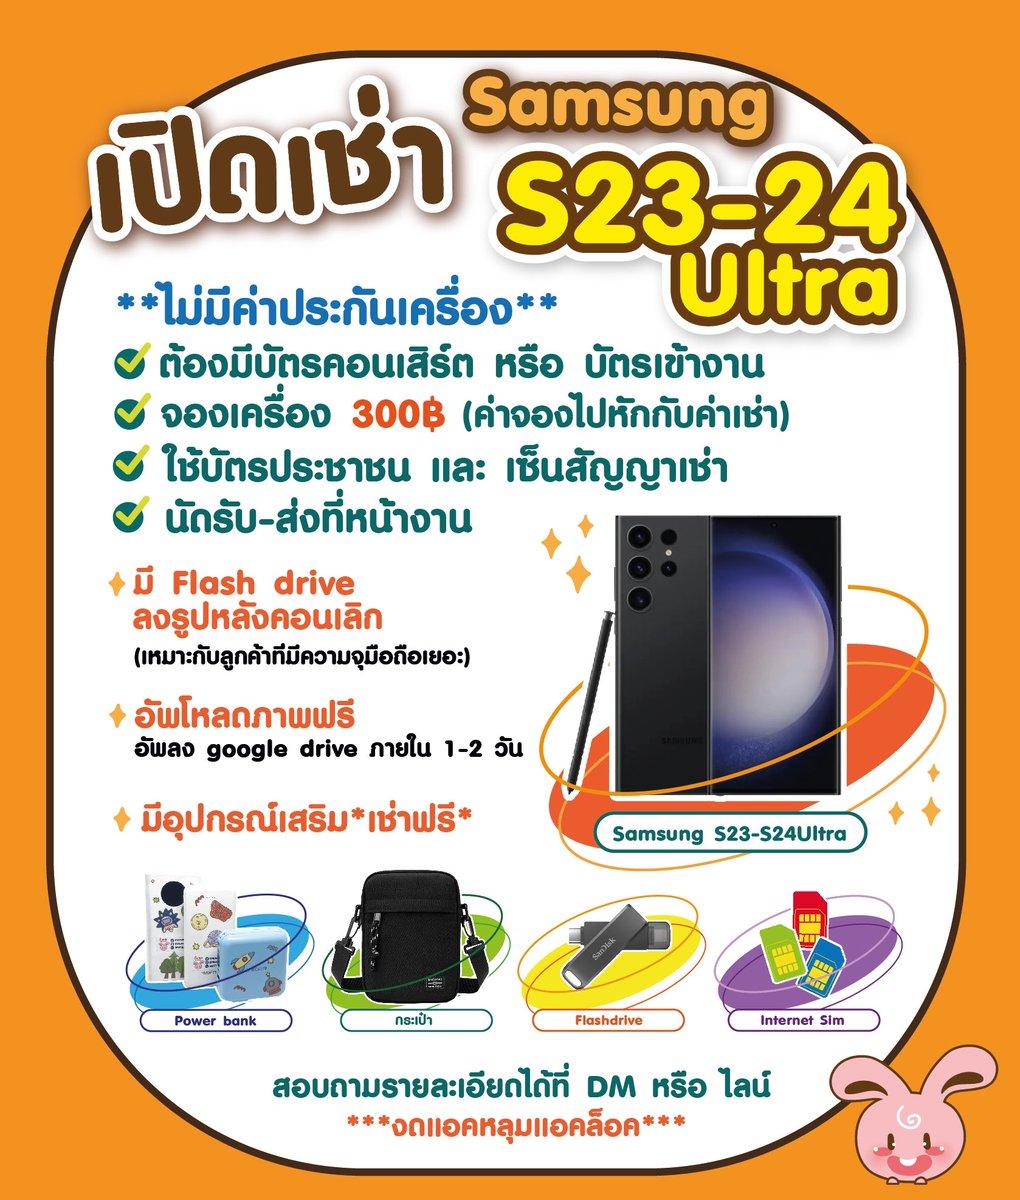 เปิดเช่า Samsung
S23-24
Ultra
**ไม่มีค่าประกันเครื่อง**
ต้องมีบัตรคอนเสิร์ต หรือ บัตรเข้างาน
จองเครื่อง 300฿ (ค่าจองไปหักกับค่าเช่า)
ใช้บัตรประชาชน และ เซ็นสัญญาเช่า
นัดรับ-ส่งที่หน้างาน
มี Flash drive
ลงรูปหลังคอนเลิก
(เหมาะกับลูกค้าที่มีความจุมือถือเยอะ)
อัพโหลดภาพฟรี
อัพลง google drive ภายใน 1-2 วัน
มีอุปกรณ์เสริม*เช่าฟรี*
SAMSUNG
Samsung S23-S24Ultra
SanDisk
Power bank
กระเป๋า
Flashdrive
Internet Sim
สอบถามรายละเอียดได้ที่ DM หรือ ไลน์
***งดแอคหลุมแอคล็อค***